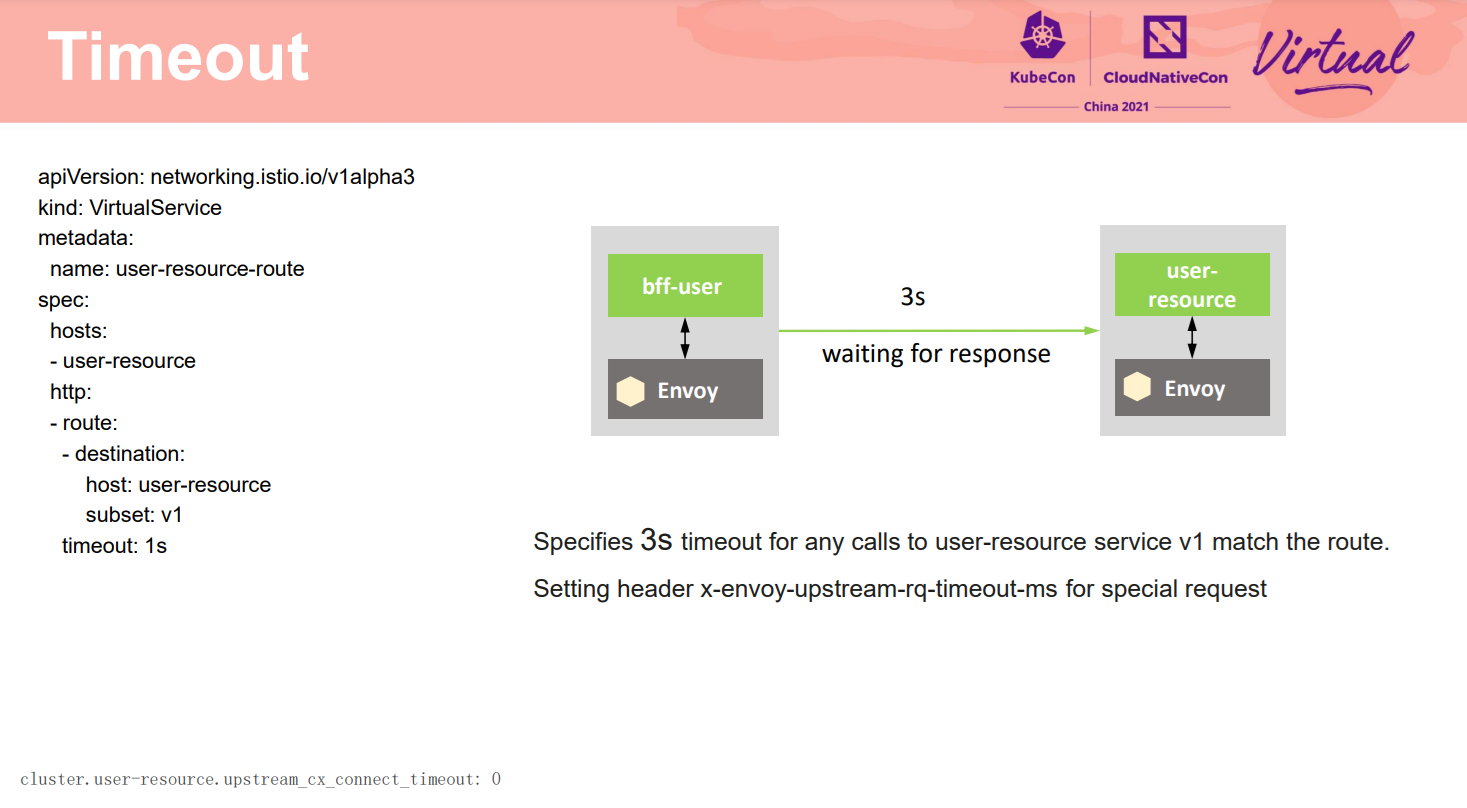 Timeout
KubeCon
CloudNativeCon
China 2021
Virtual
apiVersion: networking.istio.io/v1alpha3
kind: VirtualService
metadata:
name: user-resource-route
spec:
hosts:
- user-resource
http:
- route:
- destination:
host: user-resource
subset: v1
timeout: 1s
bff-user
Envoy
3s
waiting for response
user-
resource
Envoy
Specifies 3s timeout for any calls to user-resource service v1 match the route.
Setting header x-envoy-upstream-rq-timeout-ms for special request
cluster.user-resource.upstream_cx_connect_timeout: 0